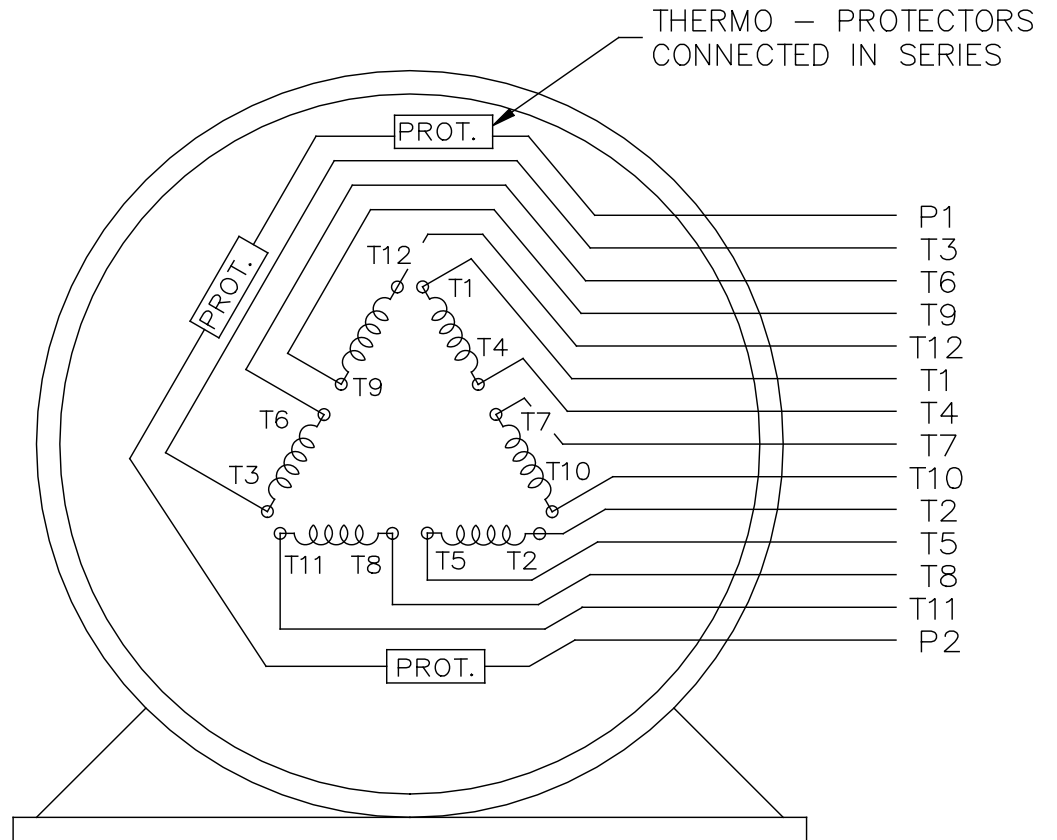 THERMO – PROTECTORS
CONNECTED IN SERIES
PROT.
PROT.
T12
T1
T4
T9
T6
T7
T3
T10
T11
T8
T5
T2
PROT.
P1
T3
T6
T9
T12
T1
T4
T7
T10
T2
T5
T8
T11
P2